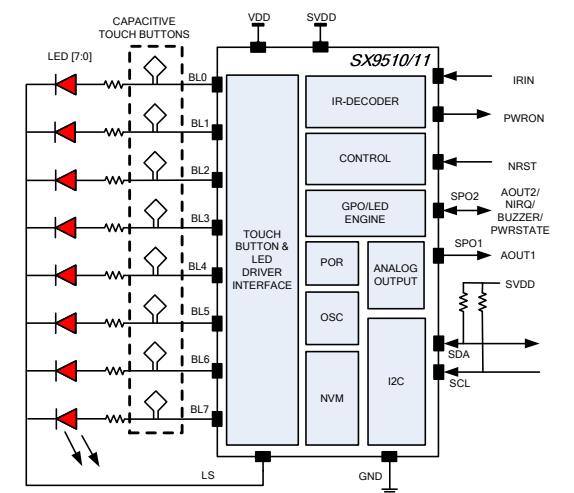 CAPACITIVE
TOUCH BUTTONS
VDD
SVDD
LED [7:0]
SX9510/11
BL0
BL1
BL2
BL3
BL4
BL5
BL6
BL7
TOUCH
BUTTON &
LED
DRIVER
INTERFACE
IR-DECODER
CONTROL
GPO/LED
ENGINE
POR
ANALOG
OUTPUT
OSC
NVM
I2C
IRIN
PWRON
NRST
SPO2
AOUT2/
NIRQ/
BUZZER/
PWRSTATE
SPO1
AOUT1
SVDD
SDA
SCL
LS
GND